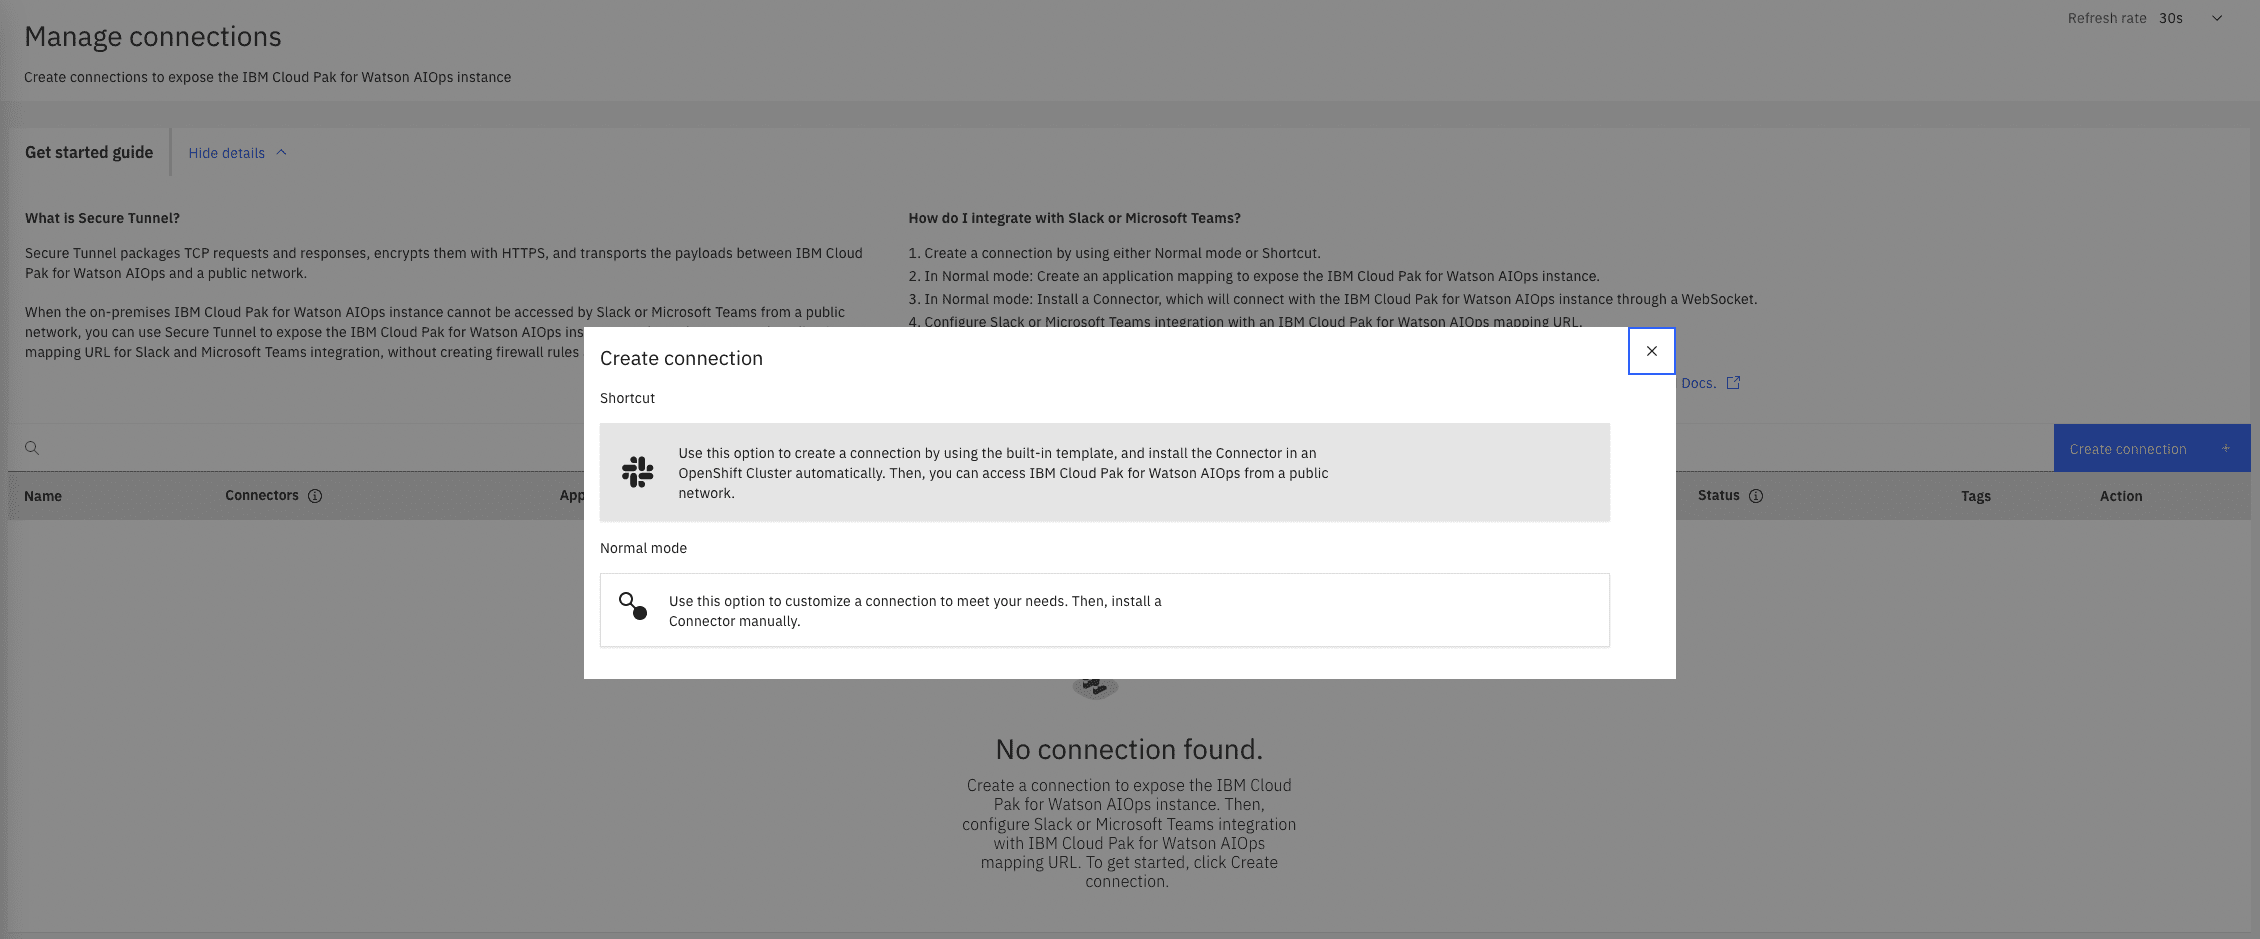 Refresh rate 30s
Manage connections
Create connections to expose the IBM Cloud Pak for Watson AIOps instance
Get started guide
Hide details
What is Secure Tunnel?
Secure Tunnel packages TCP requests and responses, encrypts them with HTTPS, and transports the payloads between IBM Cloud
Pak for Watson AIOps and a public network.
When the on-premises IBM Cloud Pak for Watson AIOps instance cannot be accessed by Slack or Microsoft Teams from a public
network, you can use Secure Tunnel to expose the IBM Cloud Pak for Watson AIOps
mapping URL for Slack and Microsoft Teams integration, without creating firewall rules
How do I integrate with Slack or Microsoft Teams?
1. Create a connection by using either Normal mode or Shortcut.
2. In Normal mode: Create an application mapping to expose the IBM Cloud Pak for Watson AIOps instance.
3. In Normal mode: Install a Connector, which will connect with the IBM Cloud Pak for Watson AIOps instance through a WebSocket.
4. Configure Slack or Microsoft Teams integration with an IBM Cloud Pak for Watson AIOps mapping URL.
Docs.
Create connection
Shortcut
Use this option to create a connection by using the built-in template, and install the Connector in an
OpenShift Cluster automatically. Then, you can access IBM Cloud Pak for Watson AIOps from a public
network.
Normal mode
Use this option to customize a connection to meet your needs. Then, install a
Connector manually.
Create connection +
Name Connectors App Status Tags Action
No connection found.
Create a connection to expose the IBM Cloud
Pak for Watson AIOps instance. Then,
configure Slack or Microsoft Teams integration
with IBM Cloud Pak for Watson AIOps
mapping URL. To get started, click Create
connection.